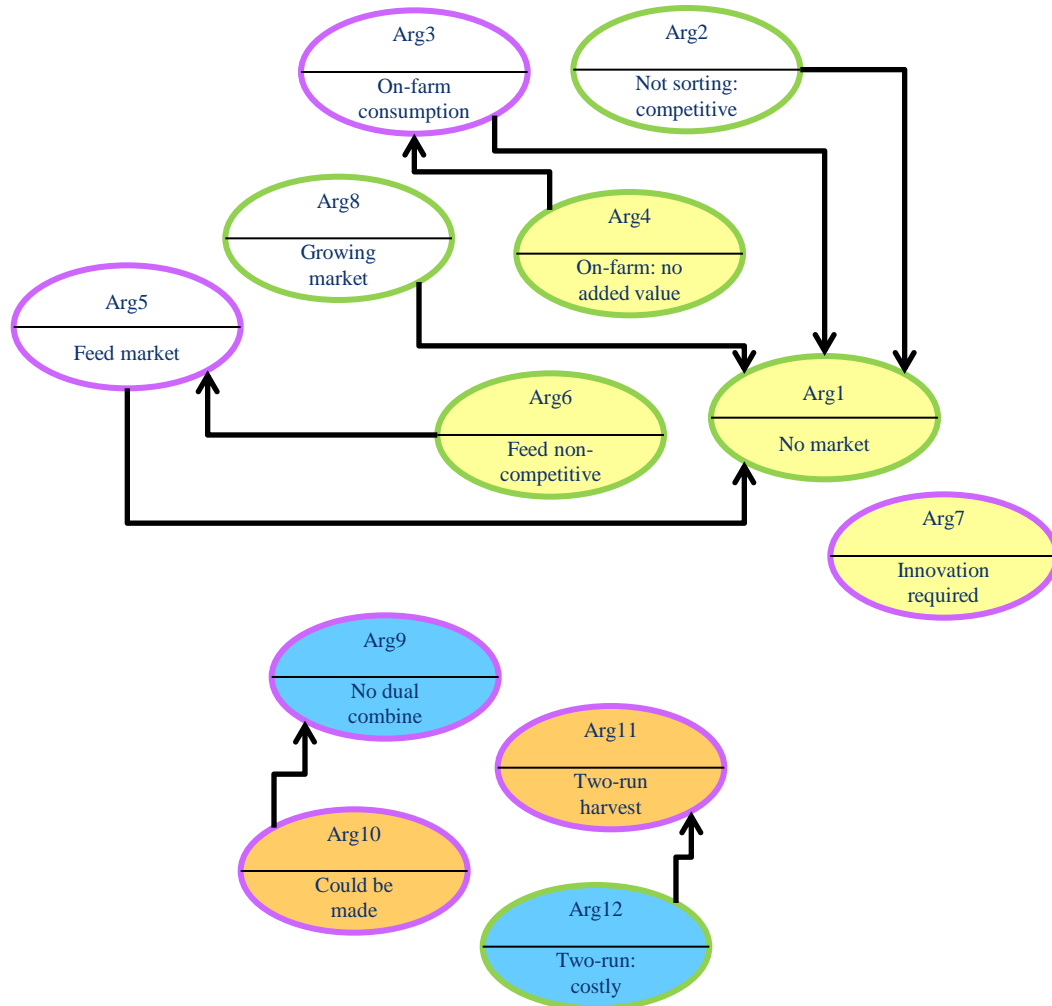 Arg3
On-farm
consumption
Arg2
Not sorting:
competitive
Arg8
Growing
market
Arg4
On-farm: no
added value
Arg5
Feed market
Arg6
Feed non-
competitive
Arg1
No market
Arg7
Innovation
required
Arg9
No dual
combine
Arg11
Two-run
harvest
Arg10
Could be
made
Arg12
Two-run:
costly